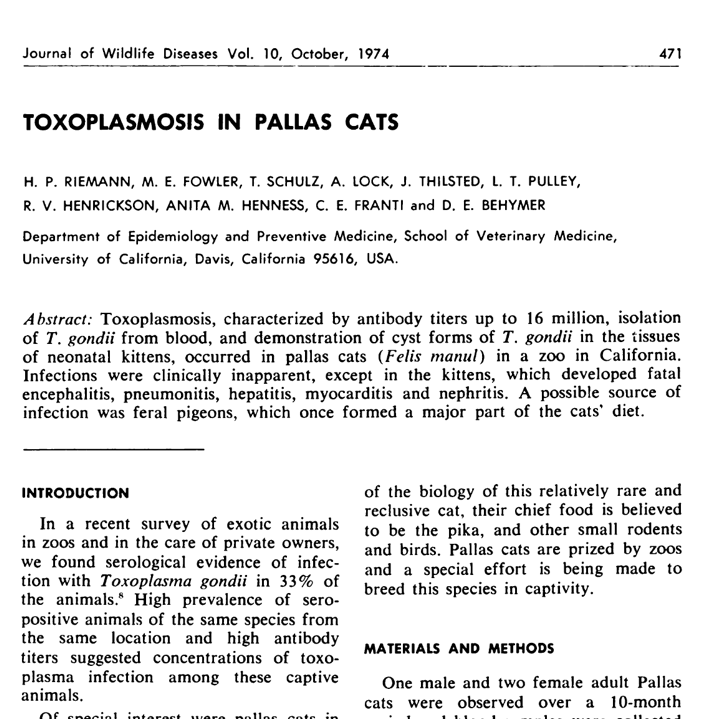 Journal of Wildlife Diseases Vol. 10, October, 1974 471
TOXOPLASMOSIS IN PALLAS CATS
H. P. RIEMANN, M. E. FOWLER, T. SCHULZ, A. LOCK, J. THILSTED, L. T. PULLEY,
R. V. HENRICKSON, ANITA M. HENNESS, C. E. FRANTI and D. E. BEHYMER
Department of Epidemiology and Preventive Medicine, School of Veterinary Medicine,
University of California, Davis, California 95616, USA.
Abstract: Toxoplasmosis, characterized by antibody titers up to 16 million, isolation
of T. gondii from blood, and demonstration of cyst forms of T. gondii in the tissues
of neonatal kittens, occurred in pallas cats (Felis manul) in a zoo in California.
Infections were clinically inapparent, except in the kittens, which developed fatal
encephalitis, pneumonitis, hepatitis, myocarditis and nephritis. A possible source of
infection was feral pigeons, which once formed a major part of the cats' diet.
INTRODUCTION
In a recent survey of exotic animals
in zoos and in the care of private owners,
we found serological evidence of infec-
tion with Toxoplasma gondii in 33% of
the animals.⁸ High prevalence of sero-
positive animals of the same species from
the same location and high antibody
titers suggested concentrations of toxo-
plasma infection among these captive
animals.
Of special interest were pallas cats in
of the biology of this relatively rare and
reclusive cat, their chief food is believed
to be the pika, and other small rodents
and birds. Pallas cats are prized by zoos
and a special effort is being made to
breed this species in captivity.
MATERIALS AND METHODS
One male and two female adult Pallas
cats were observed over a 10-month